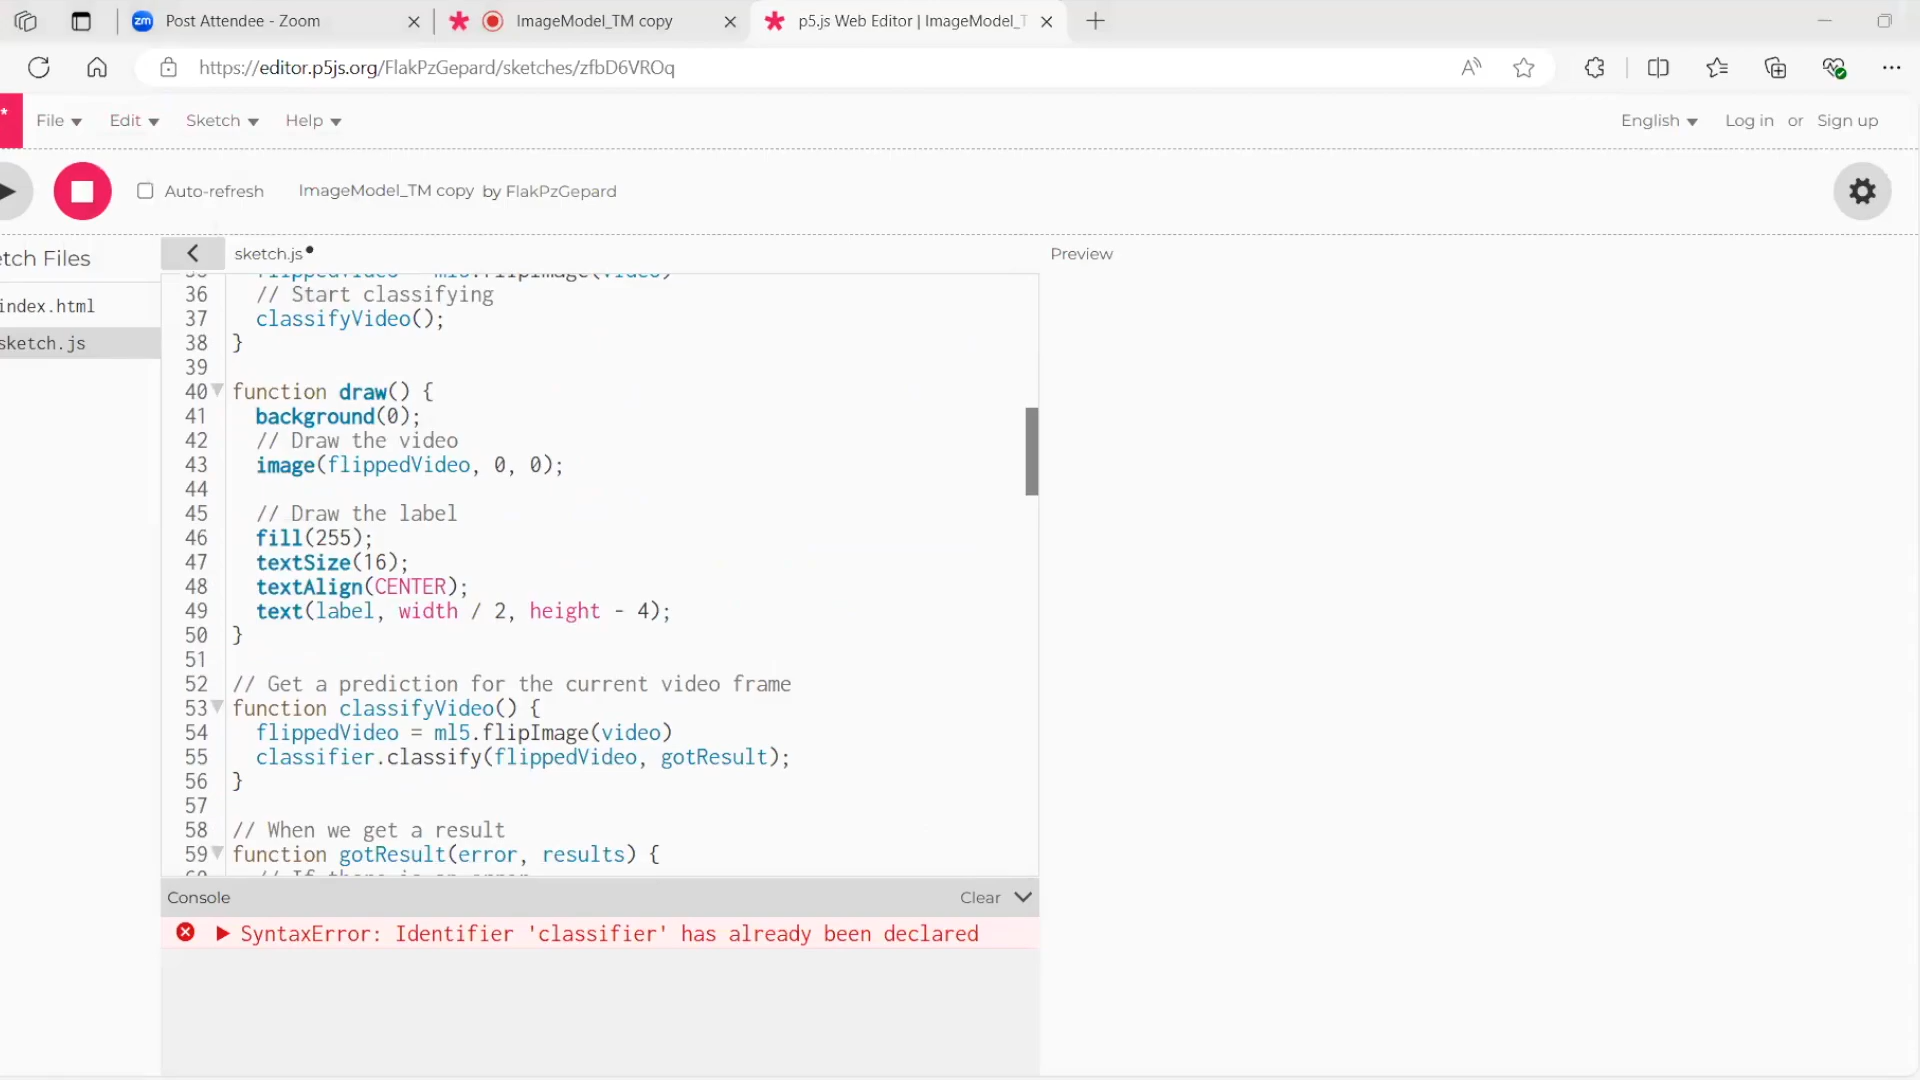 Post Attendee - Zoom
ImageModel_TM copy
p5.js Web Editor | ImageModel_T
https://editor.p5js.org/FlakPzGepard/sketches/zfbD6VROq
File
Edit
Sketch
Help
English
Log in or Sign up
Auto-refresh
ImageModel_TM copy by FlakPzGepard
etch Files
sketch.js
Preview
index.html
sketch.js
flippedVideo = ml5.flipImage(video)
36 // Start classifying
37 classifyVideo();
38 }
39
40 function draw() {
41 background(0);
42 // Draw the video
43 image(flippedVideo, 0, 0);
44
45 // Draw the label
46 fill(255);
47 textSize(16);
48 textAlign(CENTER);
49 text(label, width / 2, height - 4);
50 }
51
52 // Get a prediction for the current video frame
53 function classifyVideo() {
54 flippedVideo = ml5.flipImage(video)
55 classifier.classify(flippedVideo, gotResult);
56 }
57
58 // When we get a result
59 function gotResult(error, results) {
Console
Clear
SyntaxError: Identifier 'classifier' has already been declared